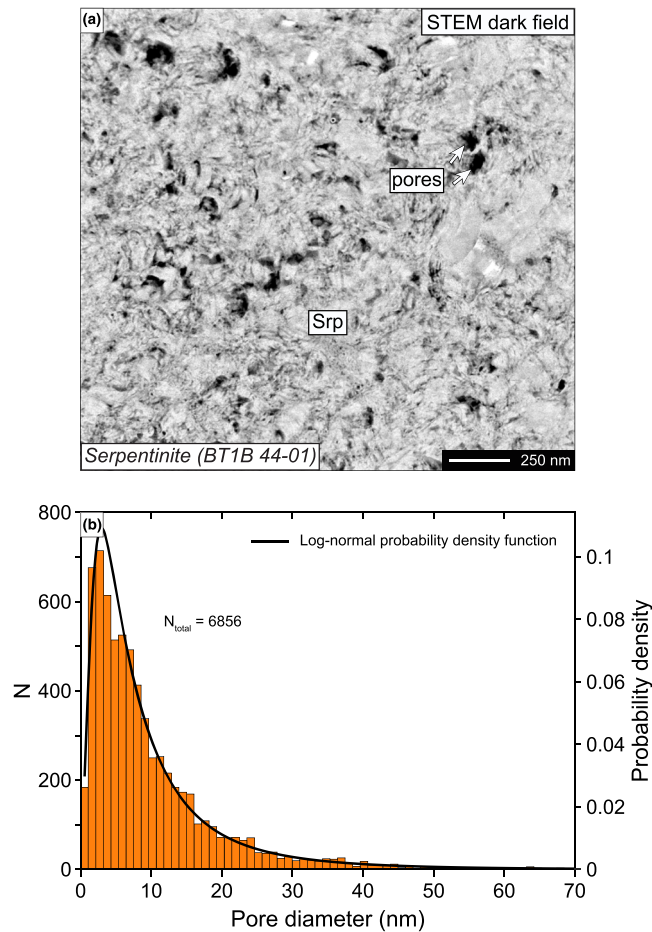 (a)
STEM dark field
pores
Srp
Serpentinite (BT1B 44-01)
250 nm
(b)
Log-normal probability density function
N_total = 6856
800
600
400
200
0
N
0.1
0.08
0.06
0.04
0.02
0
Probability density
0 10 20 30 40 50 60 70
Pore diameter (nm)